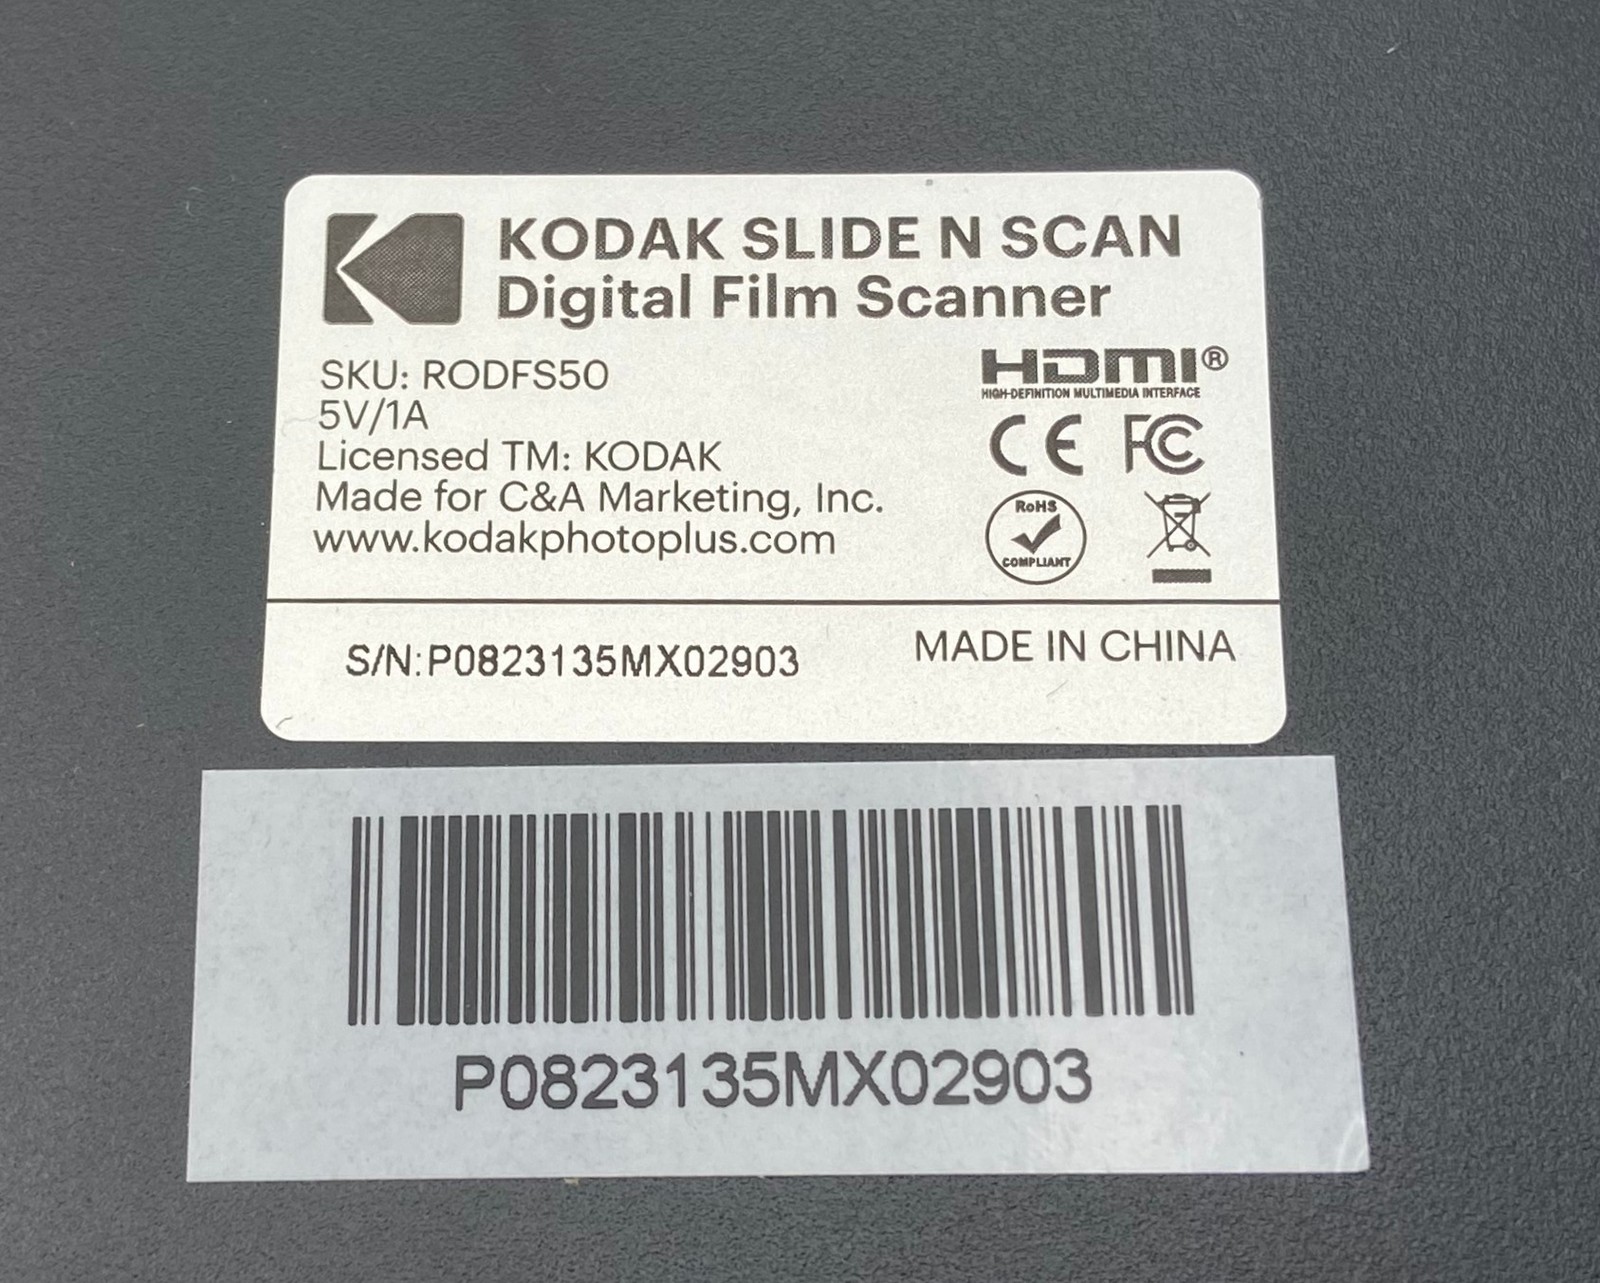 KODAK SLIDE N SCAN
Digital Film Scanner
SKU: RODFS50
5V/1A
Licensed TM: KODAK
Made for C&A Marketing, Inc.
www.kodakphotoplus.com
HDMI®
HIGH-DEFINITION MULTIMEDIA INTERFACE
CE FC
RoHS
COMPLIANT
S/N:P0823135MX02903
MADE IN CHINA
P0823135MX02903